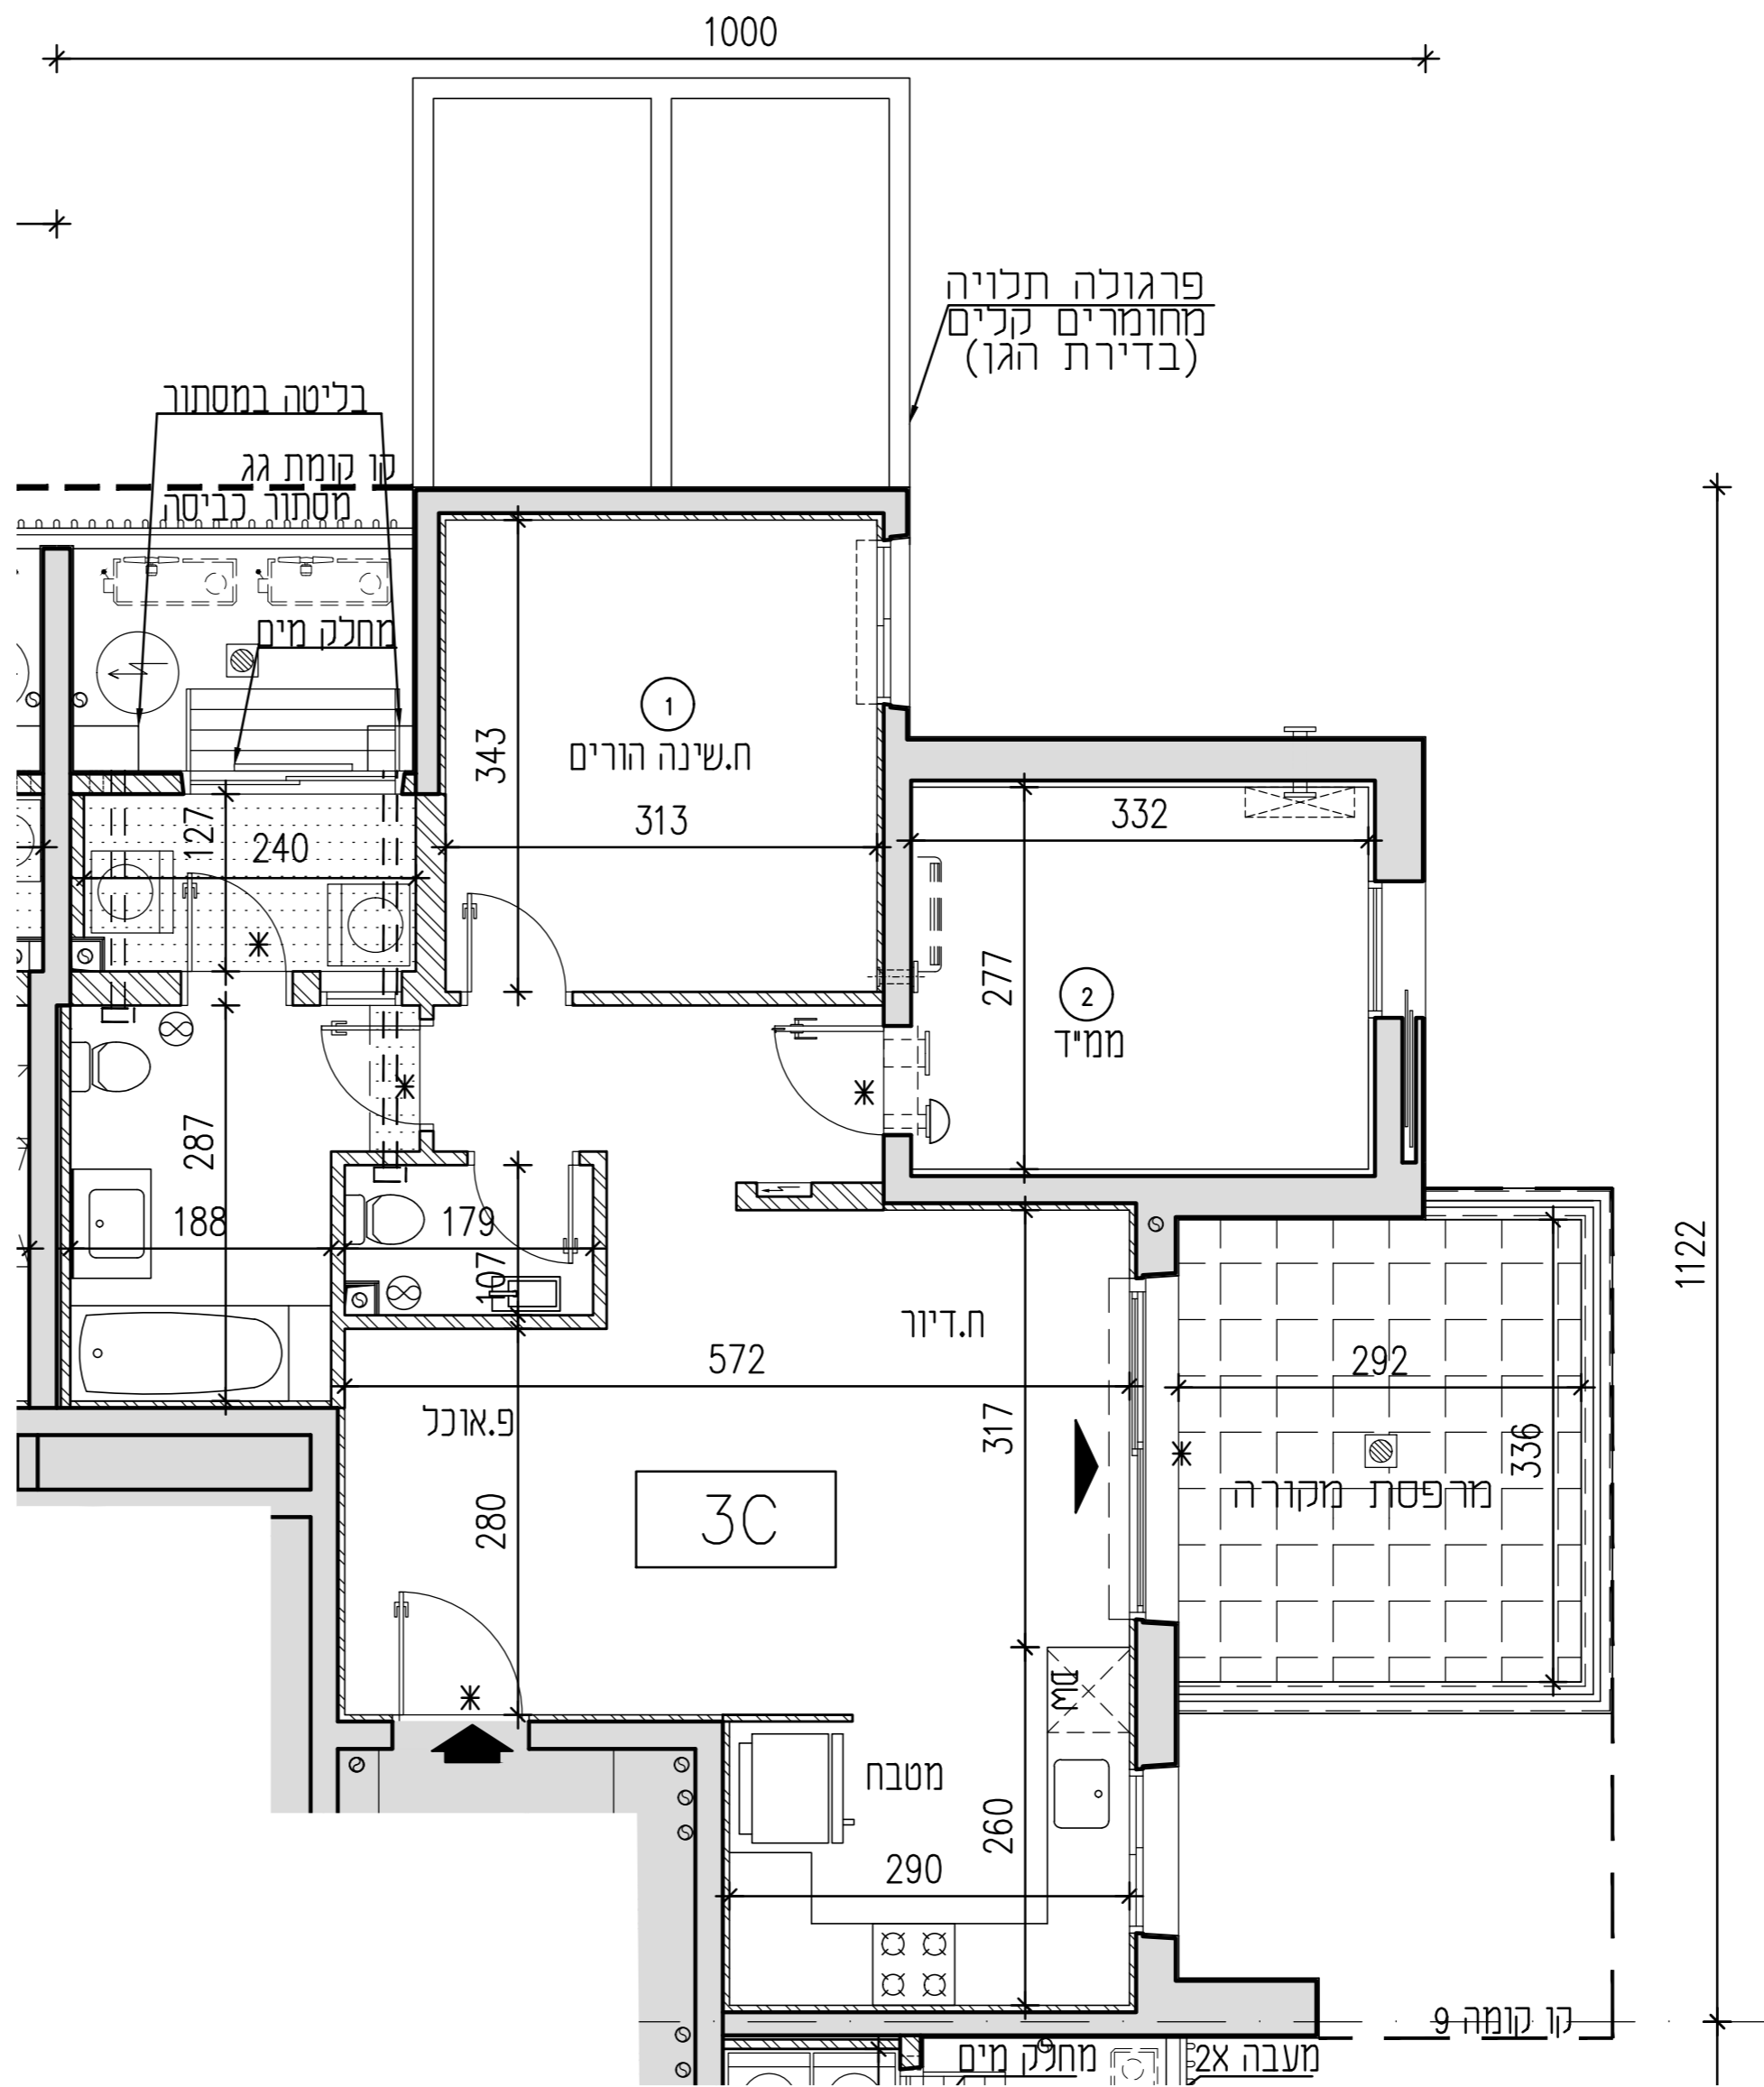 1000
פרגולה תלויה
מחומרים קלים
(בדירת הגן)
בליטה במסתור
קו קומת גג
מסתור כביסה
מחלק מים
1
ח.שינה הורים
343
313
332
127
240
277
2
ממ"ד
287
188
179
107
1122
ח.דיור
572
292
317
פ.אוכל
336
מרפסת מקורה
280
3C
DW
מטבח
260
290
קו קומה 9
מחלק מים
מעבה 2X